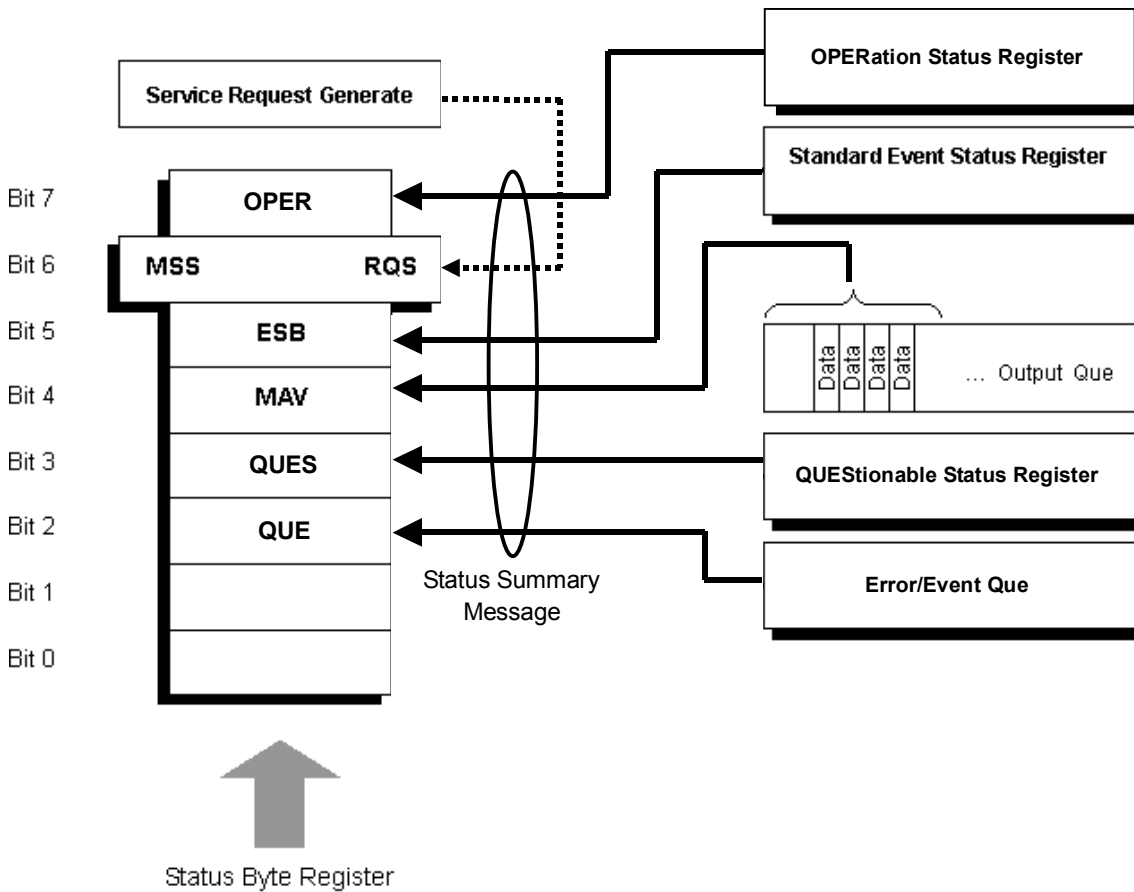 OPERation Status Register
Service Request Generate
Standard Event Status Register
Bit 7
OPER
Bit 6
MSS RQS
Bit 5
ESB
Data Data Data Data ... Output Que
Bit 4
MAV
Bit 3
QUES
QUEStionable Status Register
Bit 2
QUE
Status Summary
Message
Error/Event Que
Bit 1
Bit 0
Status Byte Register